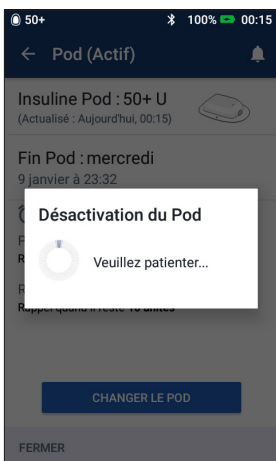 50+ 100% 00:15
Pod (Actif)
Insuline Pod : 50+ U
(Actualisé : Aujourd'hui, 00:15)
Fin Pod : mercredi
9 janvier à 23:32
Désactivation du Pod
Veuillez patienter...
Rappel quand il reste 10 unités
CHANGER LE POD
FERMER